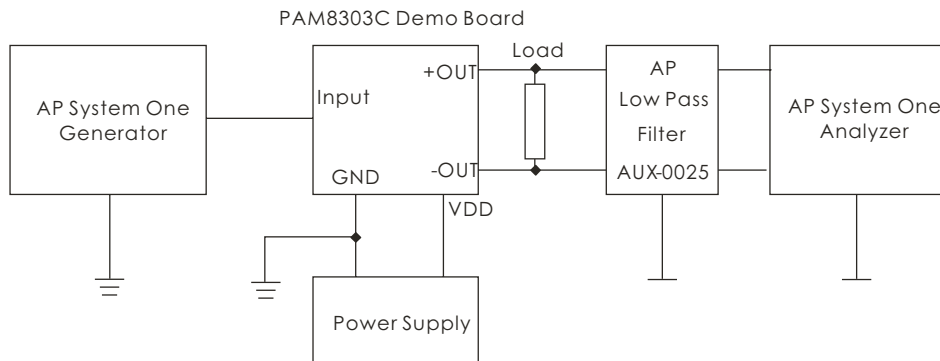 PAM8303C Demo Board
AP System One
Generator
Input
+OUT
-OUT
GND
VDD
Load
AP
Low Pass
Filter
AUX-0025
AP System One
Analyzer
Power Supply